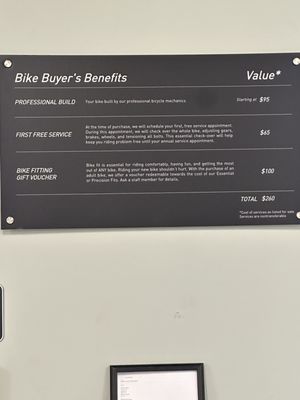 Bike Buyer's Benefits Value*
PROFESSIONAL BUILD Your bike built by our professional bicycle mechanics. Starting at $95
At the time of purchase, we will schedule your first, free service appointment.
During this appointment, we will check over the whole bike, adjusting gears,
FIRST FREE SERVICE brakes, wheels, and tensioning all bolts. This essential check-over will help $65
keep you riding problem free until your annual service appointment.
Bike fit is essential for riding comfortably, having fun, and getting the most
BIKE FITTING out of ANY bike. Riding your new bike shouldn't hurt. With the purchase of an $100
GIFT VOUCHER adult bike, we offer a voucher redeemable towards the cost of our Essential
or Precision Fits. Ask a staff member for details.
TOTAL $260
*Cost of services as listed for sale
Services are nontransferable